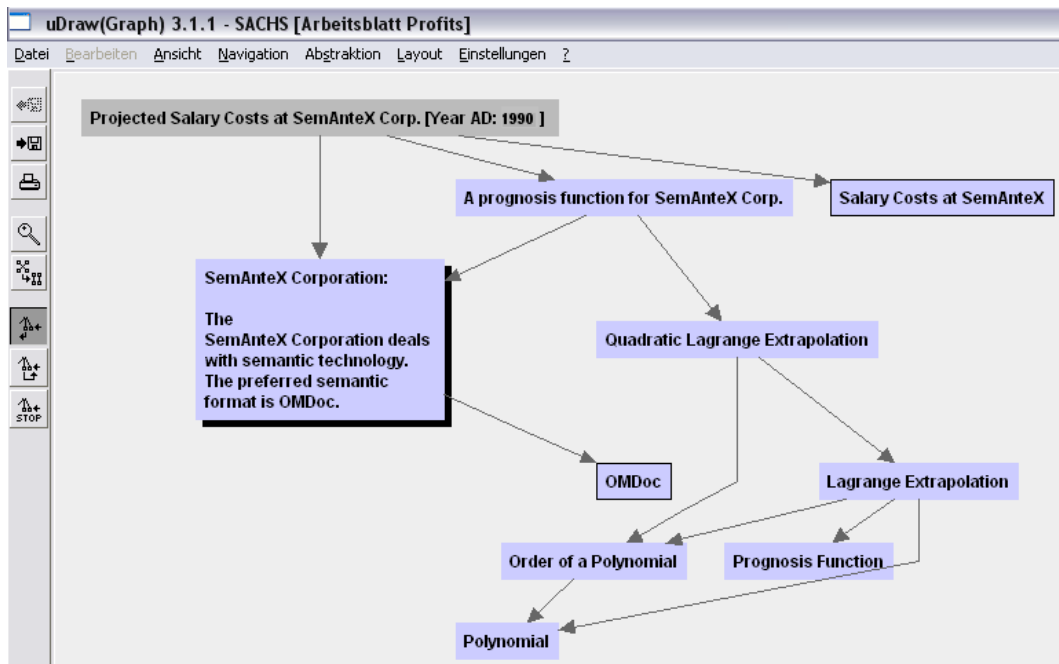 uDraw(Graph) 3.1.1 - SACHS [Arbeitsblatt Profits]
Datei Bearbeiten Ansicht Navigation Abstraktion Layout Einstellungen ?
Projected Salary Costs at SemAnteX Corp. [Year AD: 1990 ]
A prognosis function for SemAnteX Corp.
Salary Costs at SemAnteX
SemAnteX Corporation:
The
SemAnteX Corporation deals
with semantic technology.
The preferred semantic
format is OMDoc.
Quadratic Lagrange Extrapolation
OMDoc
Lagrange Extrapolation
Order of a Polynomial
Prognosis Function
Polynomial
STOP